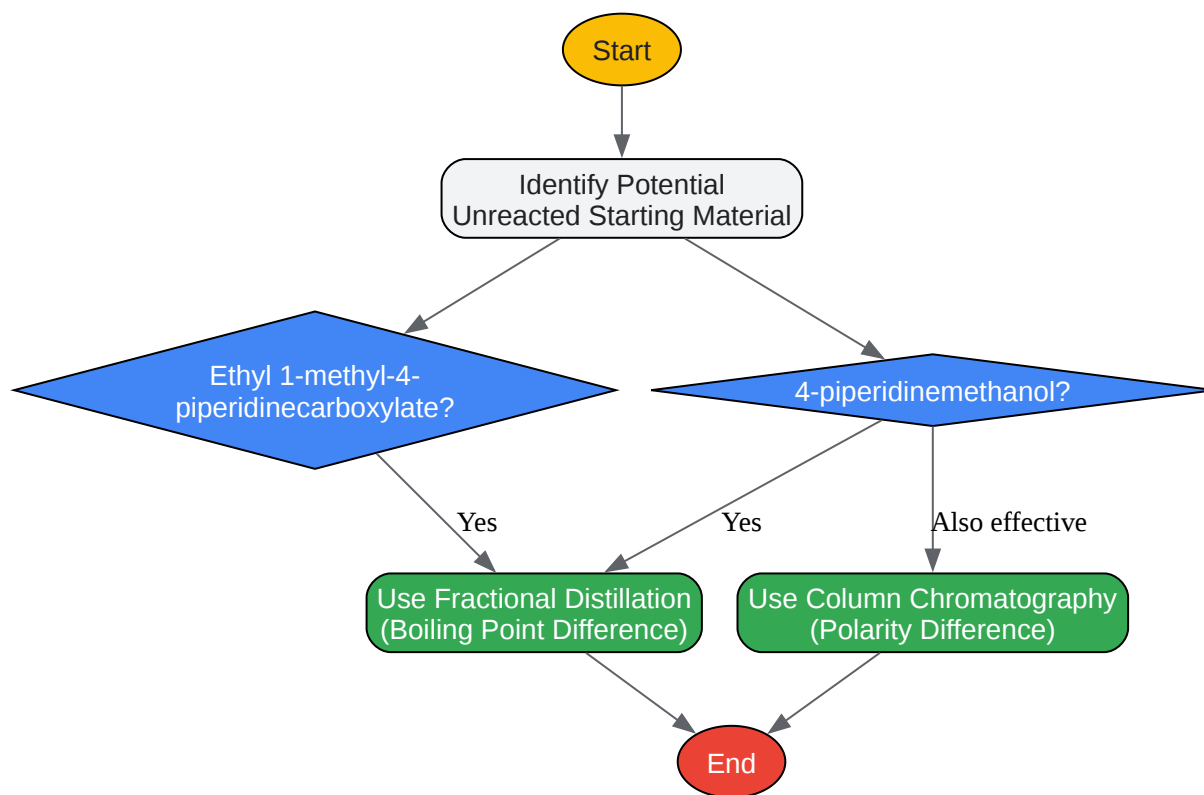 Start
Identify Potential
Unreacted Starting Material
Ethyl 1-methyl-4-
piperidinecarboxylate?
4-piperidinemethanol?
Yes
Yes
Also effective
Use Fractional Distillation
(Boiling Point Difference)
Use Column Chromatography
(Polarity Difference)
End